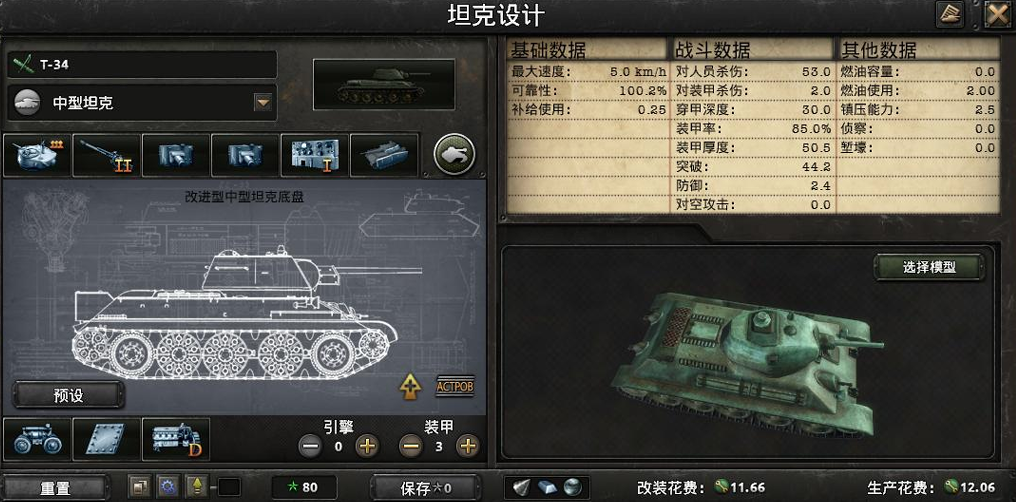 坦克设计
T-34
中型坦克
II
I
改进型中型坦克底盘
预设
АСТРОВ
D
引擎
0
装甲
3
重置
80
保存 0
基础数据
最大速度: 5.0 km/h
可靠性: 100.2%
补给使用: 0.25
战斗数据
对人员杀伤: 53.0
对装甲杀伤: 2.0
穿甲深度: 30.0
装甲率: 85.0%
装甲厚度: 50.5
突破: 44.2
防御: 2.4
对空攻击: 0.0
其他数据
燃油容量: 0.0
燃油使用: 2.00
镇压能力: 2.5
侦察: 0.0
堑壕: 0.0
选择模型
改装花费: 11.66
生产花费: 12.06